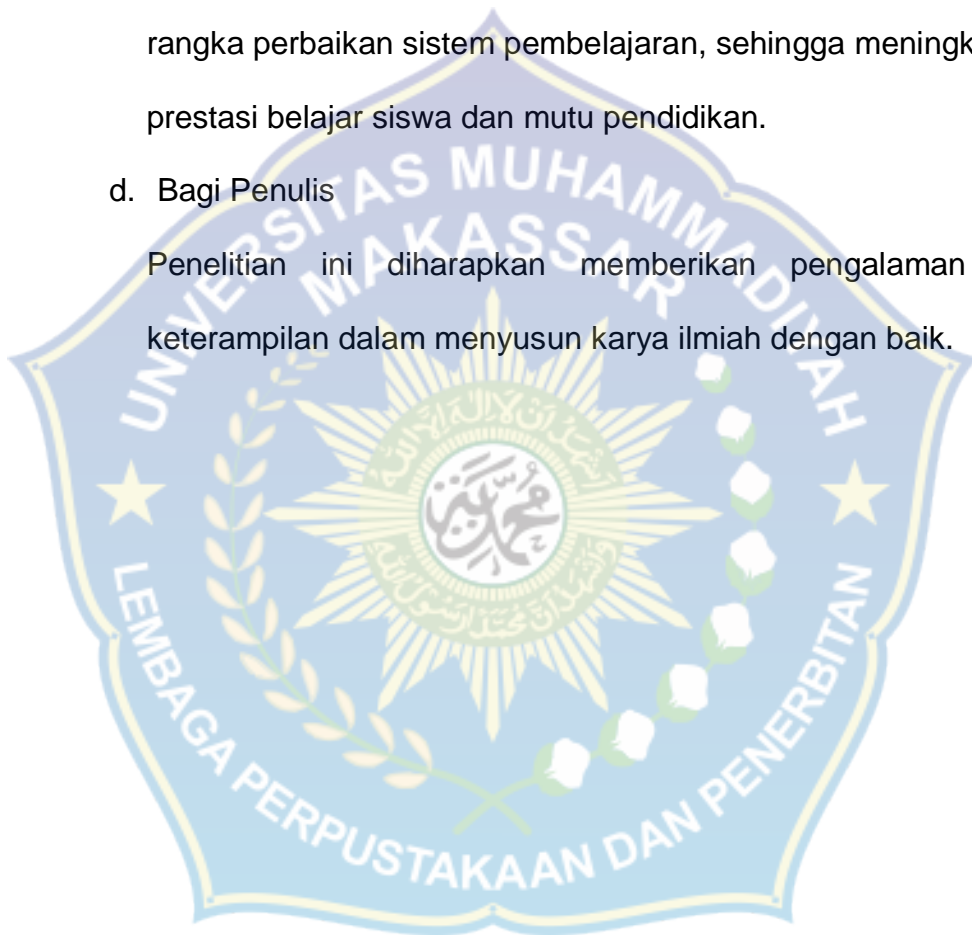 rangka perbaikan sistem pembelajaran, sehingga
prestasi belajar siswa dan mutu pendidikan.
d. Bagi Penulis
Penelitian ini diharapkan memberikan pengalaman
keterampilan dalam menyusun karya ilmiah dengan baik.
UNIVERSITAS MUHAMMADIYAH
MAKASSAR
LEMBAGA PERPUSTAKAAN DAN PENERBITAN